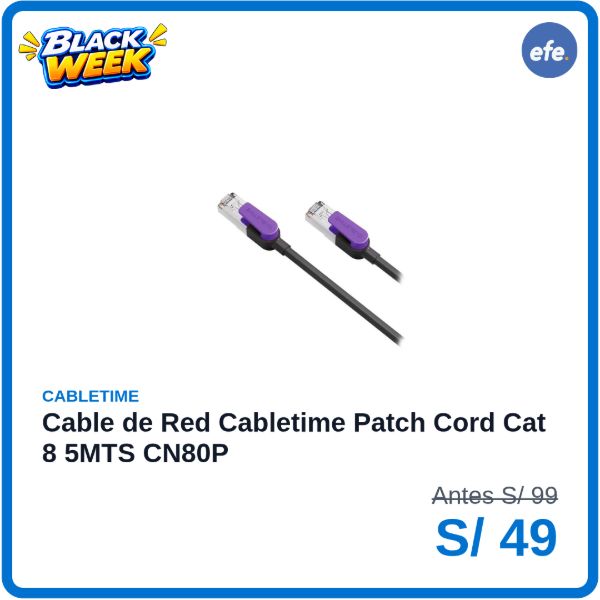 BLACK
WEEK
efe.
CABLETIME
Cable de Red Cabletime Patch Cord Cat
8 5MTS CN80P
Antes S/ 99
S/ 49